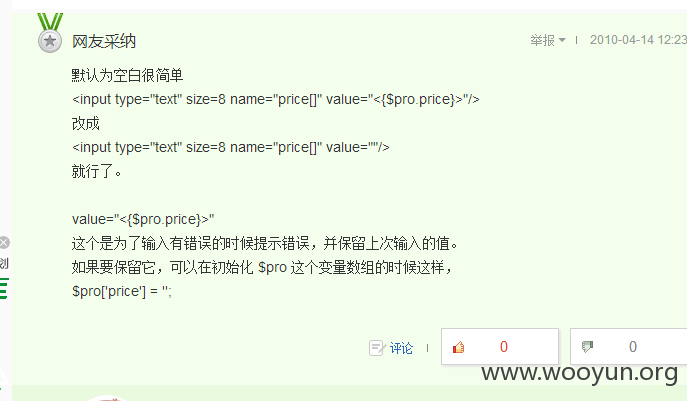 网友采纳
举报
2010-04-14 12:23
默认为空白很简单
<input type="text" size=8 name="price[]" value="<{$pro.price}>"/>
改成
<input type="text" size=8 name="price[]" value=""/>
就行了。
value="<{$pro.price}>"
这个是为了输入有错误的时候提示错误，并保留上次输入的值。
如果要保留它，可以在初始化 $pro 这个变量数组的时候这样，
$pro['price'] = '';
划
评论
0
0
www.wooyun.org